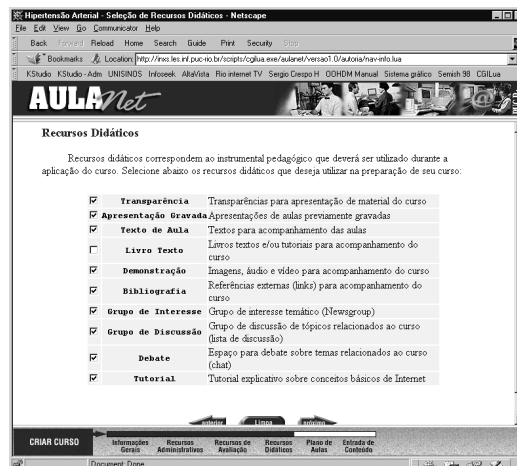 Hipertensão Arterial - Seleção de Recursos Didáticos - Netscape
File Edit View Go Communicator Help
Back Forward Reload Home Search Guide Print Security Stop
Bookmarks Location: http://inxs.les.inf.puc-rio.br/scripts/cgilua.exe/aulanet/versao1.0/autoria/nav-info.lua
KStudio KStudio-Adm UNISINOS Infoseek AltaVista Rio internet TV Sergio Crespo H OOHDM Manual Sistema gráfico Semish 98 CGILua
AULANet
Recursos Didáticos
Recursos didáticos correspondem ao instrumental pedagógico que deverá ser utilizado durante a
aplicação do curso. Selecione abaixo os recursos didáticos que deseja utilizar na preparação de seu curso:
Transparência Transparências para apresentação de material do curso
Apresentação Gravada Apresentações de aulas previamente gravadas
Texto de Aula Textos para acompanhamento das aulas
Livro Texto Livros textos e/ou tutoriais para acompanhamento do
curso
Demonstração Imagens, áudio e vídeo para acompanhamento do curso
Bibliografia Referências externas (links) para acompanhamento do
curso
Grupo de Interesse Grupo de interesse temático (Newsgroup)
Grupo de Discussão Grupo de discussão de tópicos relacionados ao curso
(lista de discussão)
Debate Espaço para debate sobre temas relacionados ao curso
(chat)
Tutorial Tutorial explicativo sobre conceitos básicos de Internet
anterior Limpa próximo
CRIAR CURSO Informações Gerais Recursos Administrativos Recursos de Avaliação Recursos Didáticos Plano de Aulas Entrada de Conteúdo
Document: Done